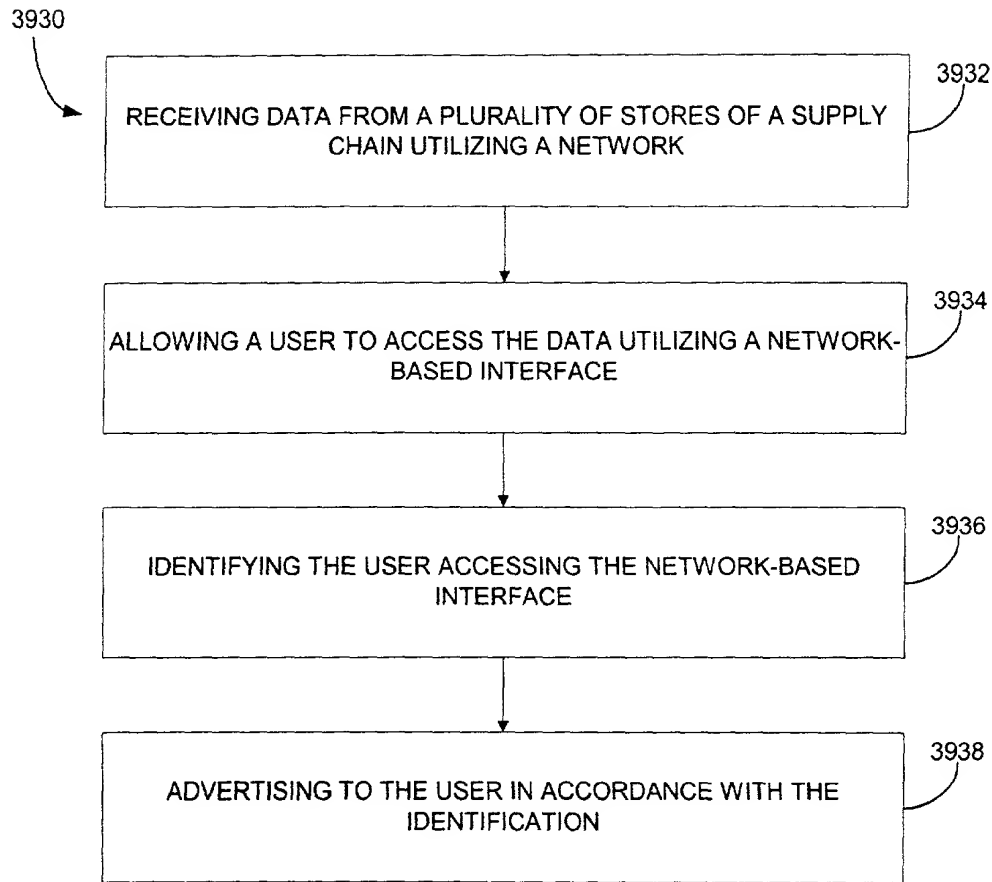 3930
3932
RECEIVING DATA FROM A PLURALITY OF STORES OF A SUPPLY
CHAIN UTILIZING A NETWORK
3934
ALLOWING A USER TO ACCESS THE DATA UTILIZING A NETWORK-
BASED INTERFACE
3936
IDENTIFYING THE USER ACCESSING THE NETWORK-BASED
INTERFACE
3938
ADVERTISING TO THE USER IN ACCORDANCE WITH THE
IDENTIFICATION